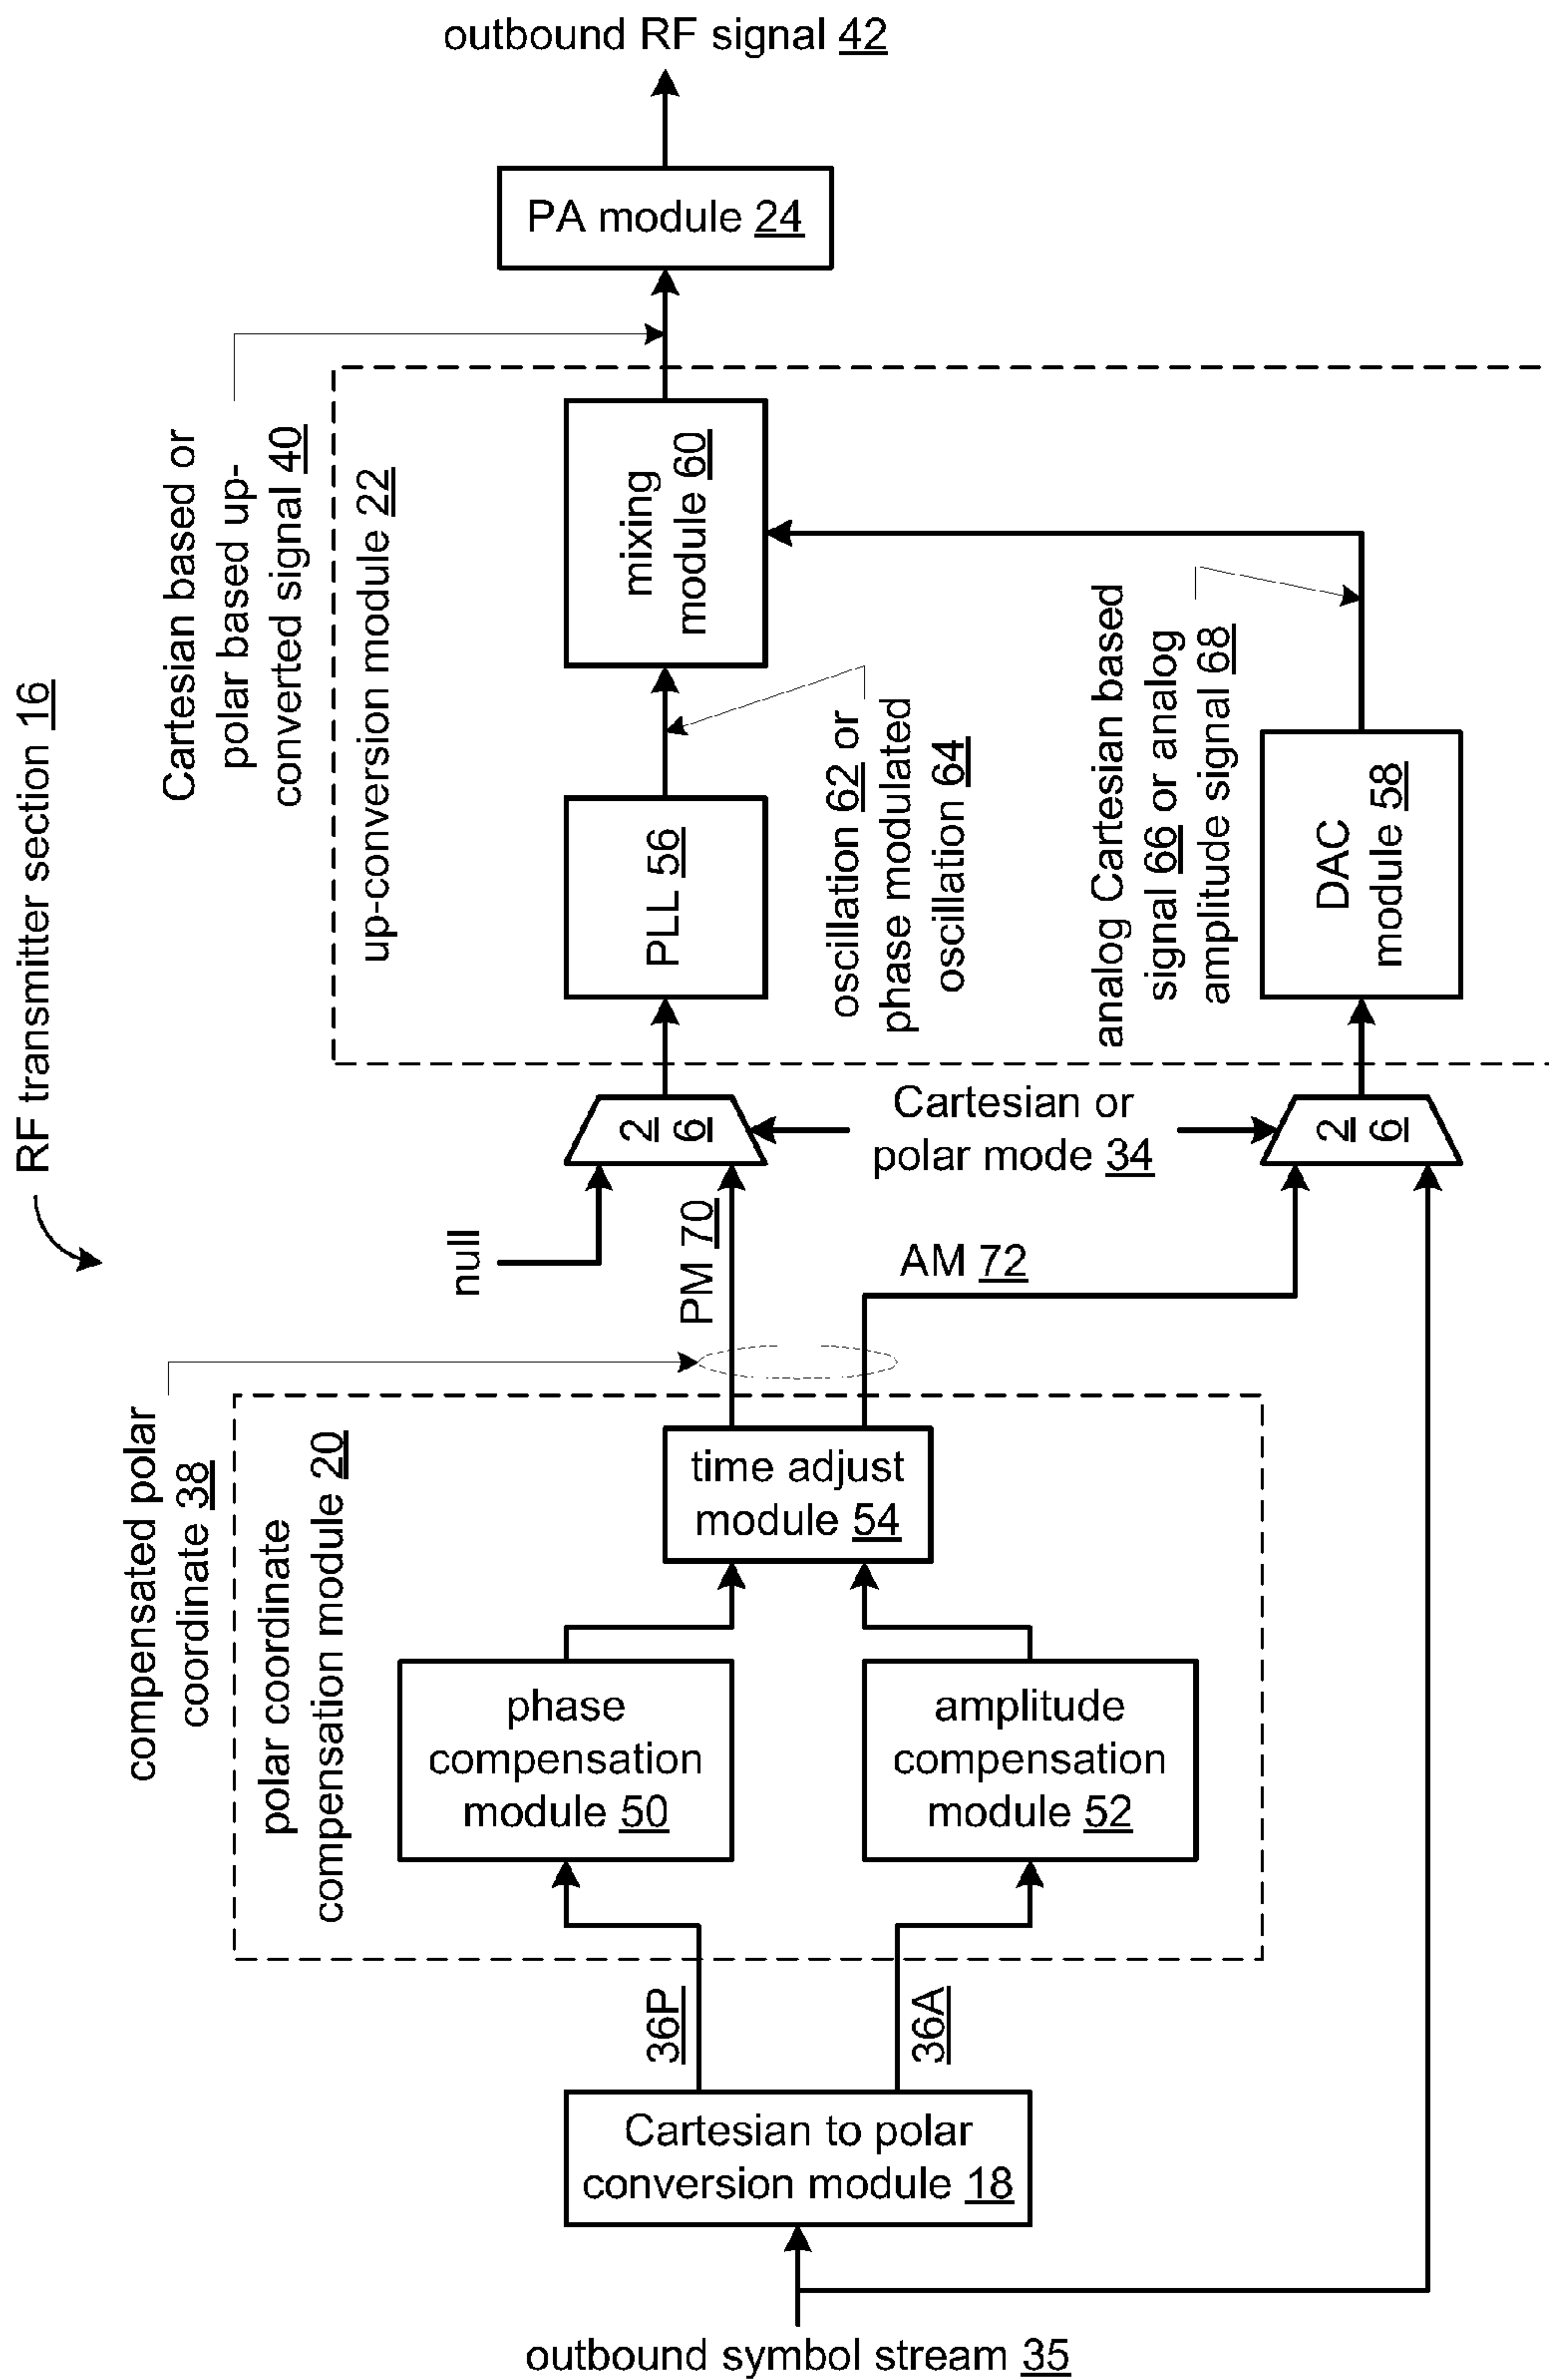 outbound RF signal 42
PA module 24
RF transmitter section 16
Cartesian based or
polar based up-
converted signal 40
up-conversion module 22
mixing
module 60
PLL 56
oscillation 62 or
phase modulated
oscillation 64
analog Cartesian based
signal 66 or analog
amplitude signal 68
DAC
module 58
2
6
Cartesian or
polar mode 34
2
6
null
PM 70
AM 72
compensated polar
coordinate 38
polar coordinate
compensation module 20
time adjust
module 54
phase
compensation
module 50
amplitude
compensation
module 52
36P
36A
Cartesian to polar
conversion module 18
outbound symbol stream 35